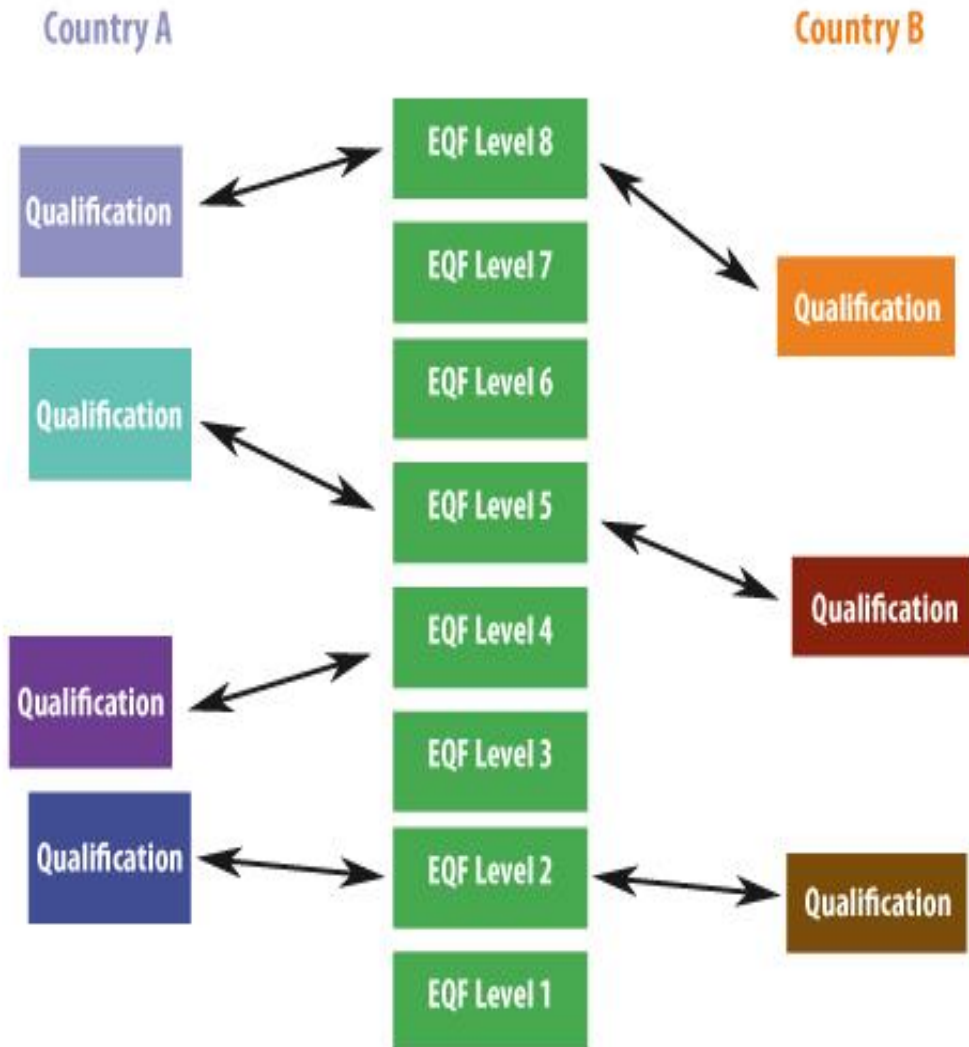 Country A
Country B
EQF Level 8
Qualification
EQF Level 7
Qualification
EQF Level 6
Qualification
EQF Level 5
Qualification
EQF Level 4
Qualification
EQF Level 3
Qualification
EQF Level 2
Qualification
EQF Level 1